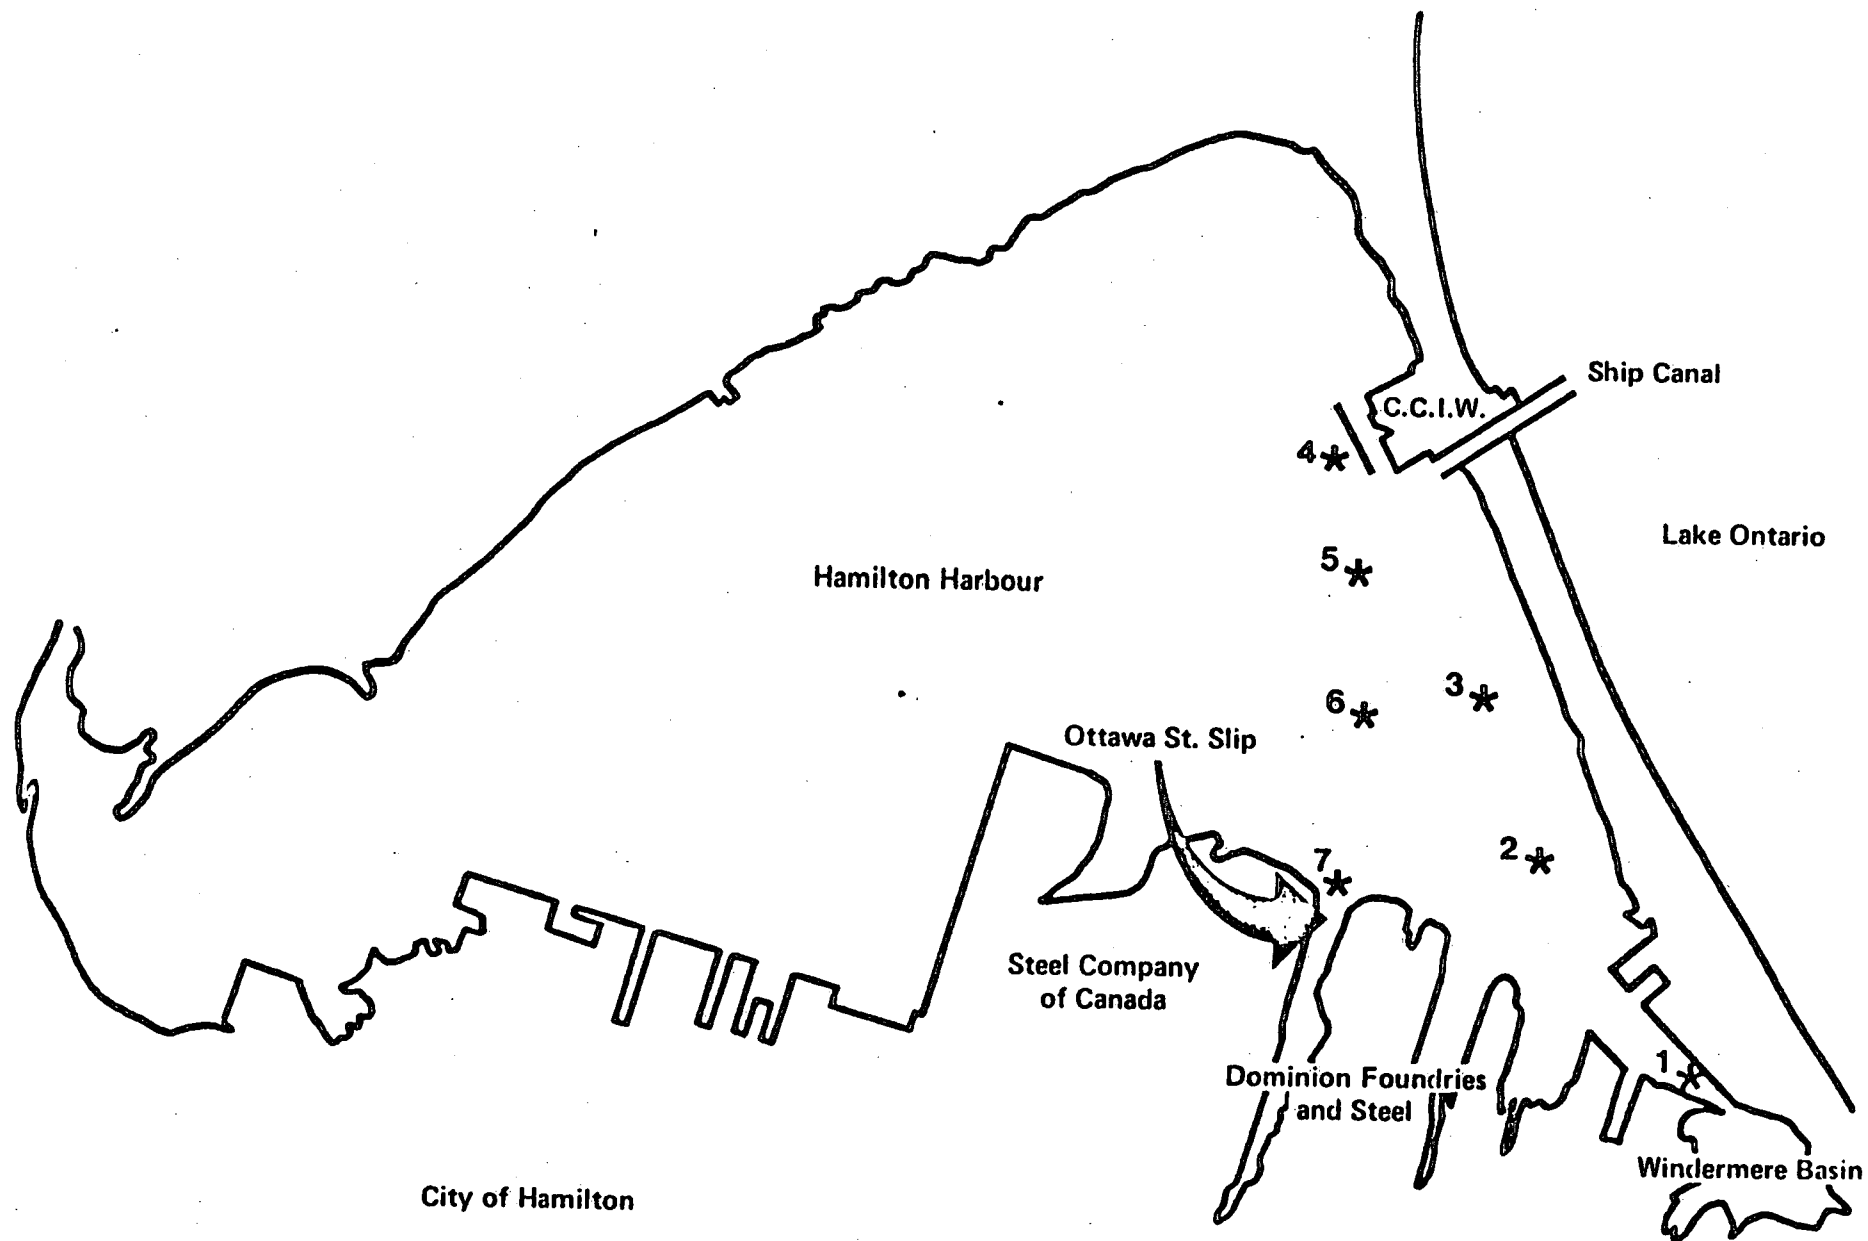 Ship Canal
C.C.I.W.
4
Lake Ontario
5
Hamilton Harbour
3
6
Ottawa St. Slip
2
7
Steel Company
of Canada
1
Dominion Foundries
and Steel
Windermere Basin
City of Hamilton